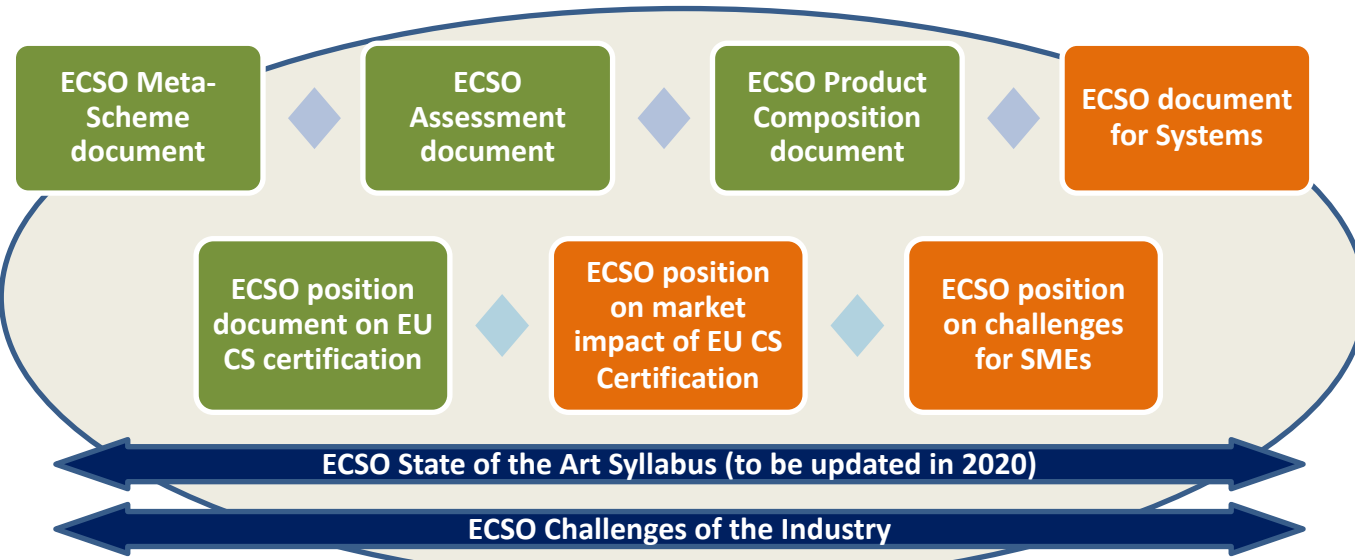 ECSO Meta-
Scheme
document
ECSO
Assessment
document
ECSO Product
Composition
document
ECSO document
for Systems
ECSO position
document on EU
CS certification
ECSO position
on market
impact of EU CS
Certification
ECSO position
on challenges
for SMEs
ECSO State of the Art Syllabus (to be updated in 2020)
ECSO Challenges of the Industry